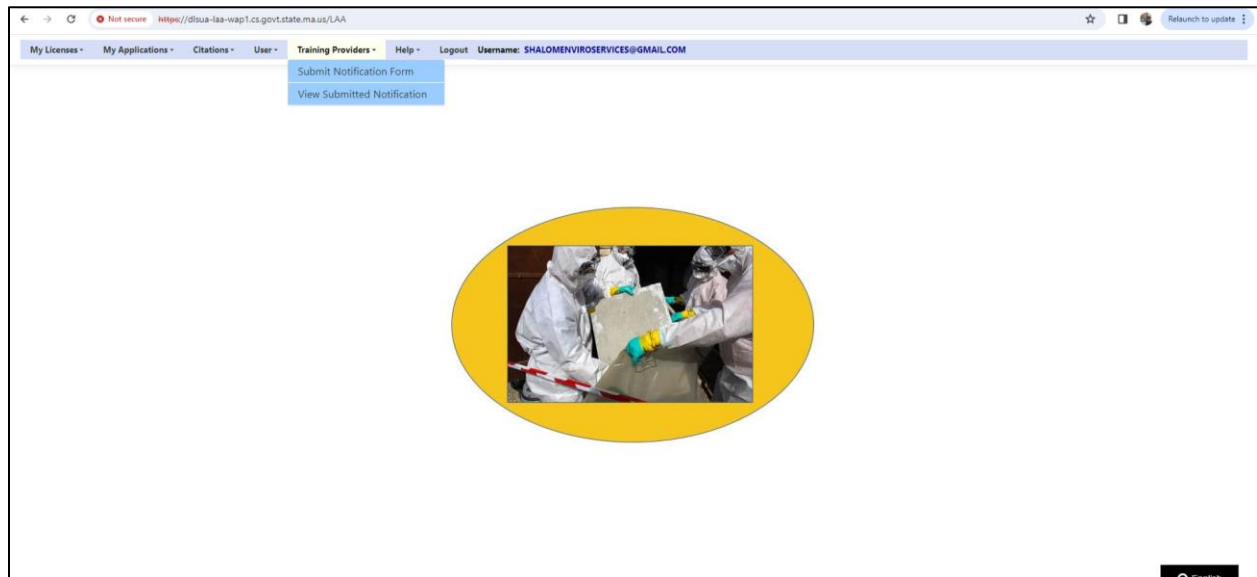 Not secure https://dlsua-laa-wap1.cs.govt.state.ma.us/LAA Relaunch to update
My Licenses My Applications Citations User Training Providers Help Logout Username: SHALOMENVIROSERVICES@GMAIL.COM
Submit Notification Form
View Submitted Notification
English